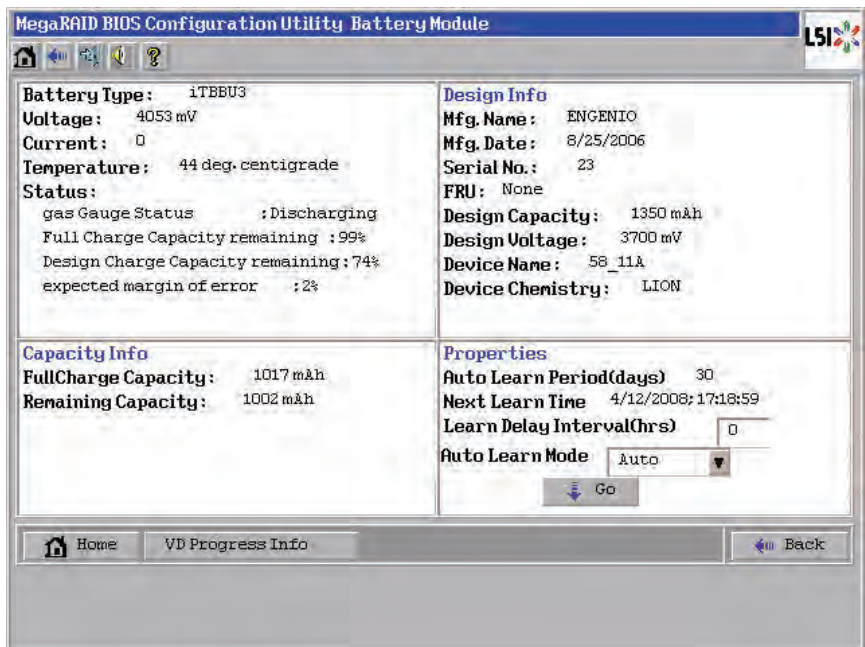 MegaRAID BIOS Configuration Utility Battery Module
LSI
Battery Type: iTBBU3
Voltage: 4053 mV
Current: 0
Temperature: 44 deg.centigrade
Status:
gas Gauge Status :Discharging
Full Charge Capacity remaining :99%
Design Charge Capacity remaining:74%
expected margin of error :2%
Design Info
Mfg. Name: ENGENIO
Mfg. Date: 8/25/2006
Serial No.: 23
FRU: None
Design Capacity: 1350 mAh
Design Voltage: 3700 mV
Device Name: 58_11A
Device Chemistry: LION
Capacity Info
FullCharge Capacity: 1017 mAh
Remaining Capacity: 1002 mAh
Properties
Auto Learn Period(days) 30
Next Learn Time 4/12/2008; 17:18:59
Learn Delay Interval(hrs) 0
Auto Learn Mode Auto
Go
Home VD Progress Info Back